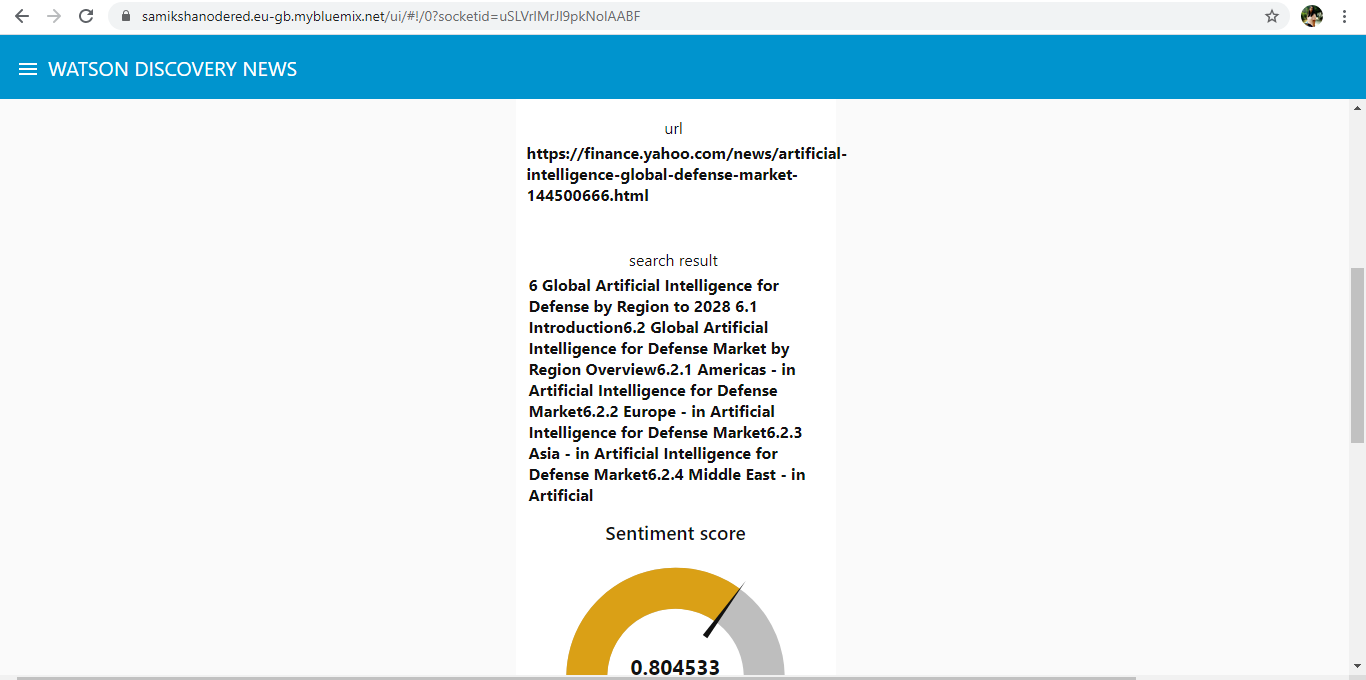 samikshanodered.eu-gb.mybluemix.net/ui/#!/0?socketid=uSLVrIMrJI9pkNoIAABF
WATSON DISCOVERY NEWS
url
https://finance.yahoo.com/news/artificial-
intelligence-global-defense-market-
144500666.html
search result
6 Global Artificial Intelligence for
Defense by Region to 2028 6.1
Introduction6.2 Global Artificial
Intelligence for Defense Market by
Region Overview6.2.1 Americas - in
Artificial Intelligence for Defense
Market6.2.2 Europe - in Artificial
Intelligence for Defense Market6.2.3
Asia - in Artificial Intelligence for
Defense Market6.2.4 Middle East - in
Artificial
Sentiment score
0.804533